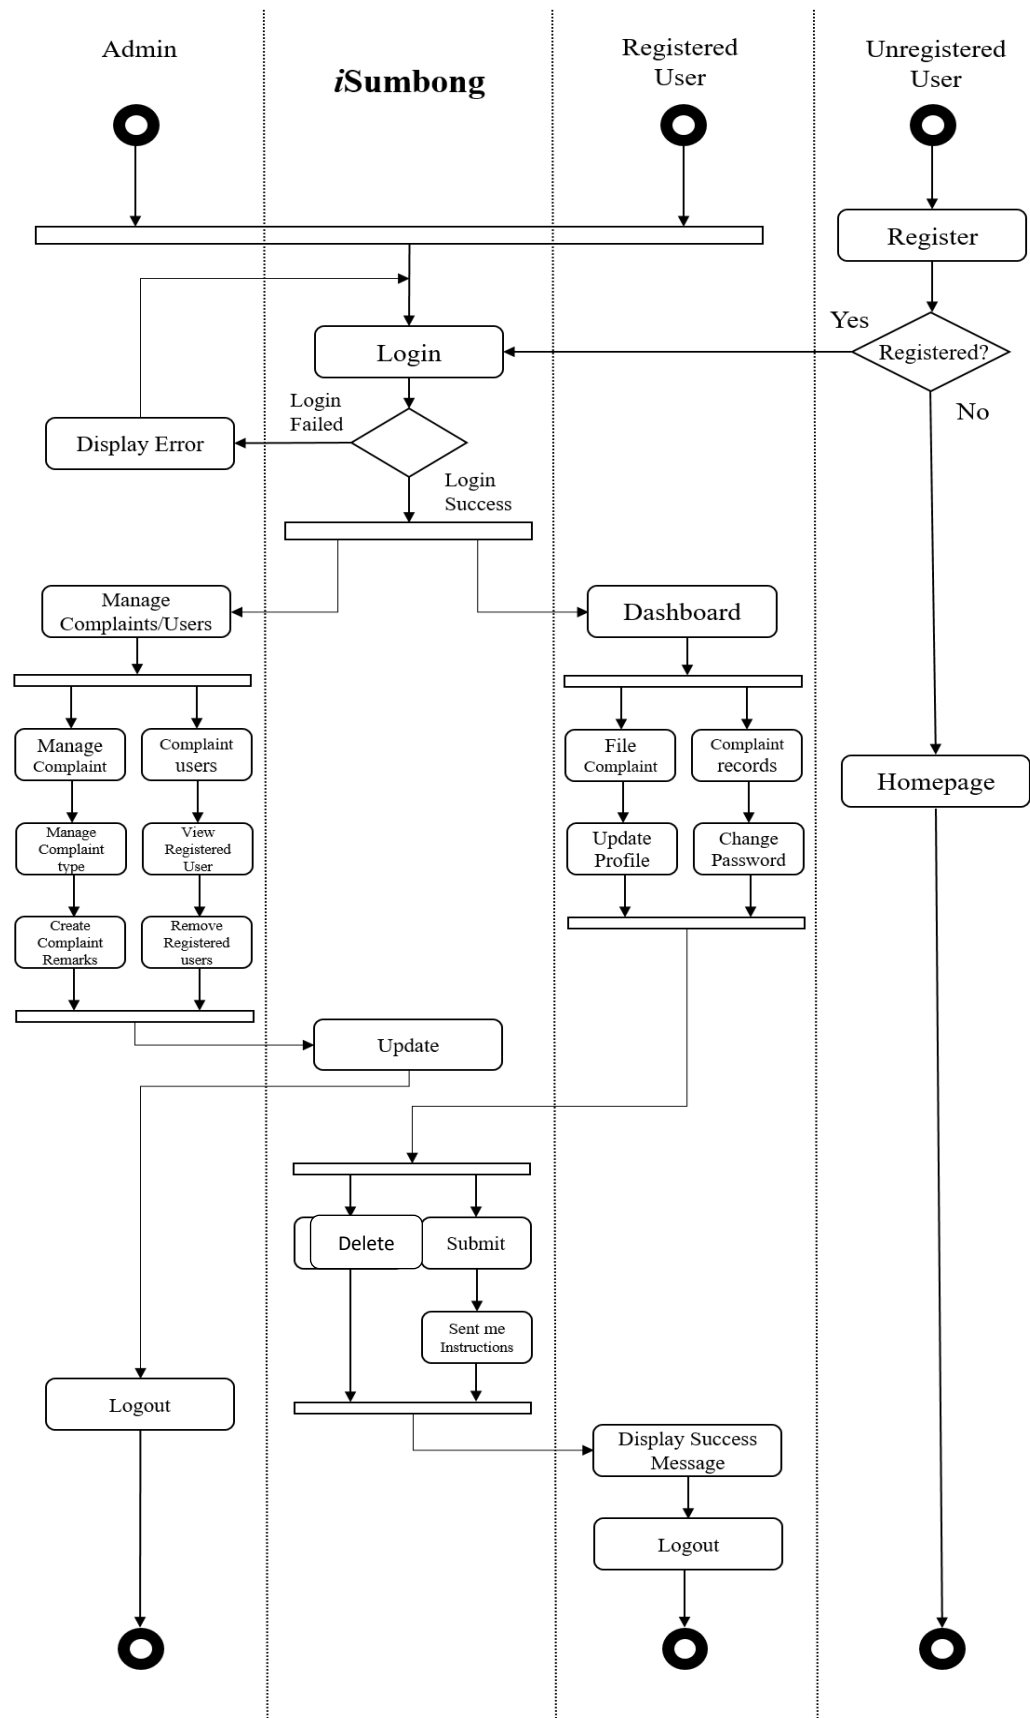 Admin
iSumbong
Registered
User
Unregistered
User
Register
Yes
Registered?
No
Login
Login
Failed
Display Error
Login
Success
Manage
Complaints/Users
Dashboard
Manage
Complaint
Complaint
users
File
Complaint
Complaint
records
Homepage
Manage
Complaint
type
View
Registered
User
Update
Profile
Change
Password
Create
Complaint
Remarks
Remove
Registered
users
Update
Delete
Submit
Sent me
Instructions
Logout
Display Success
Message
Logout